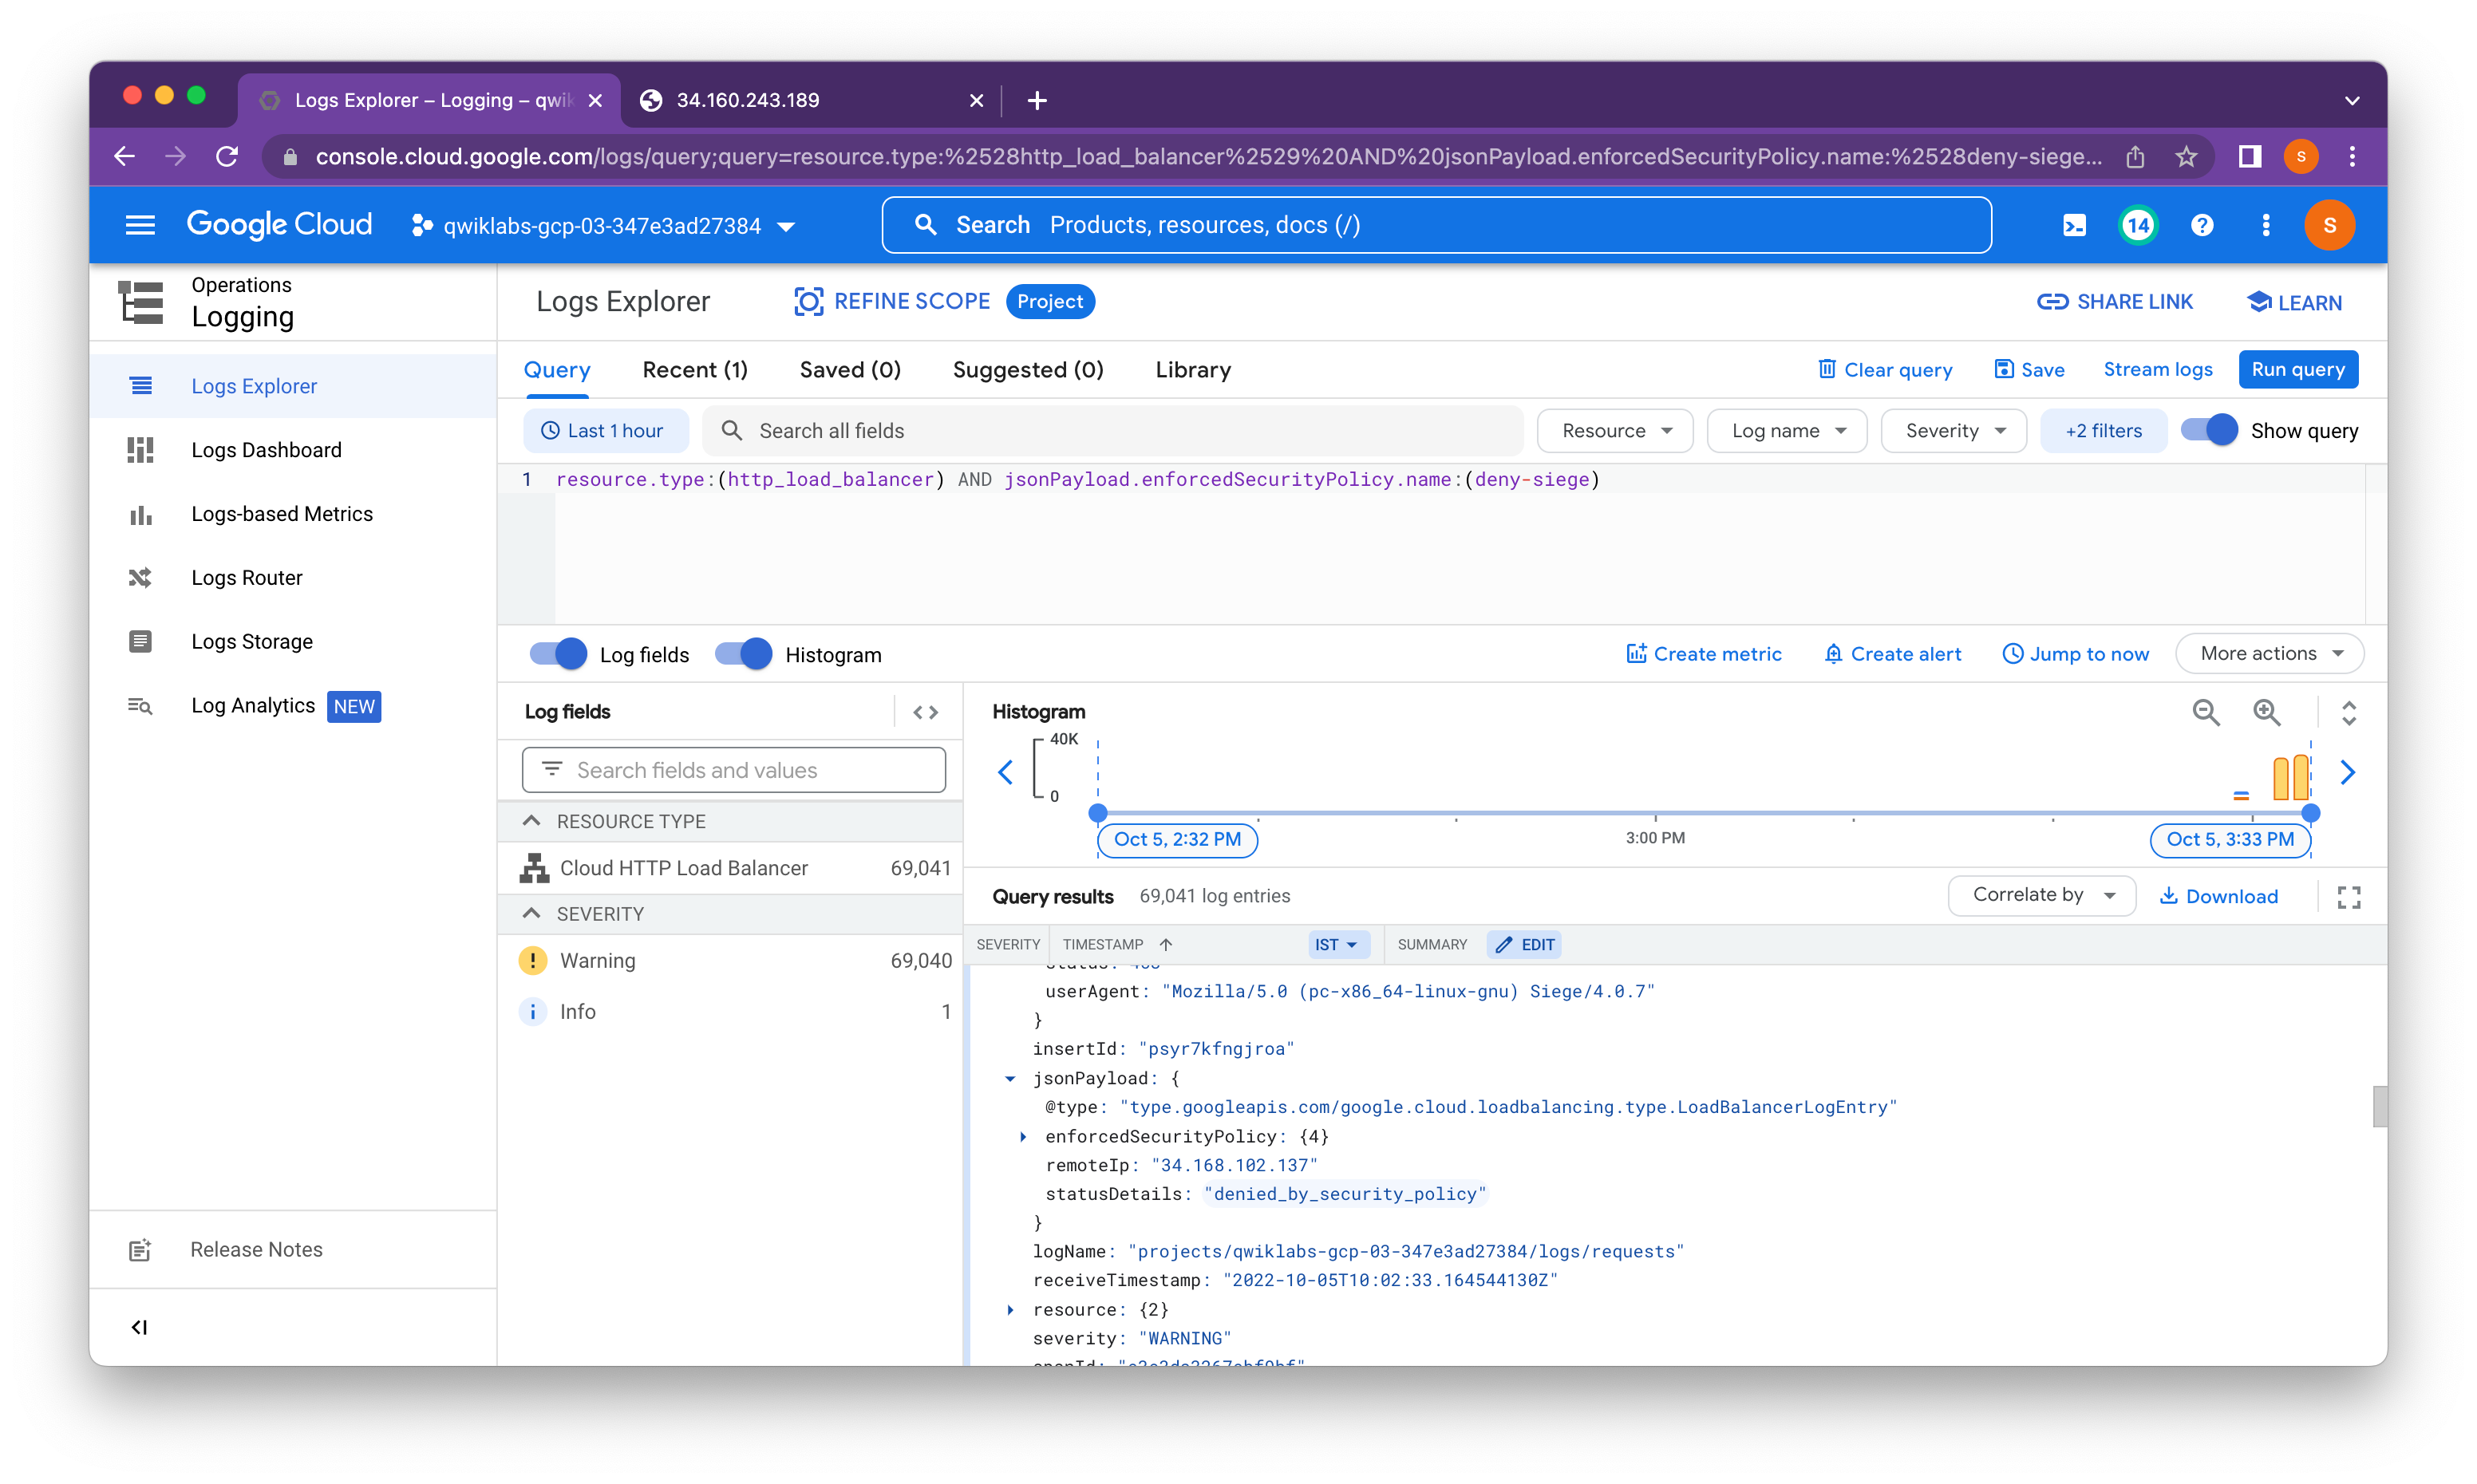 Logs Explorer – Logging – qwik
34.160.243.189
console.cloud.google.com/logs/query;query=resource.type:%2528http_load_balancer%2529%20AND%20jsonPayload.enforcedSecurityPolicy.name:%2528deny-siege...
S
Google Cloud
qwiklabs-gcp-03-347e3ad27384
Search Products, resources, docs (/)
14
S
Operations
Logging
Logs Explorer
REFINE SCOPE
Project
SHARE LINK
LEARN
Logs Explorer
Logs Dashboard
Logs-based Metrics
Logs Router
Logs Storage
Log Analytics NEW
Release Notes
Query
Recent (1)
Saved (0)
Suggested (0)
Library
Clear query
Save
Stream logs
Run query
Last 1 hour
Search all fields
Resource
Log name
Severity
+2 filters
Show query
1 resource.type:(http_load_balancer) AND jsonPayload.enforcedSecurityPolicy.name:(deny-siege)
Log fields
Histogram
Create metric
Create alert
Jump to now
More actions
Log fields
Search fields and values
RESOURCE TYPE
Cloud HTTP Load Balancer 69,041
SEVERITY
Warning 69,040
Info 1
Histogram
40K
0
Oct 5, 2:32 PM
3:00 PM
Oct 5, 3:33 PM
Query results 69,041 log entries
Correlate by
Download
SEVERITY TIMESTAMP IST SUMMARY EDIT
userAgent: "Mozilla/5.0 (pc-x86_64-linux-gnu) Siege/4.0.7"
}
insertId: "psyr7kfngjroa"
jsonPayload: {
@type: "type.googleapis.com/google.cloud.loadbalancing.type.LoadBalancerLogEntry"
enforcedSecurityPolicy: {4}
remoteIp: "34.168.102.137"
statusDetails: "denied_by_security_policy"
}
logName: "projects/qwiklabs-gcp-03-347e3ad27384/logs/requests"
receiveTimestamp: "2022-10-05T10:02:33.164544130Z"
resource: {2}
severity: "WARNING"